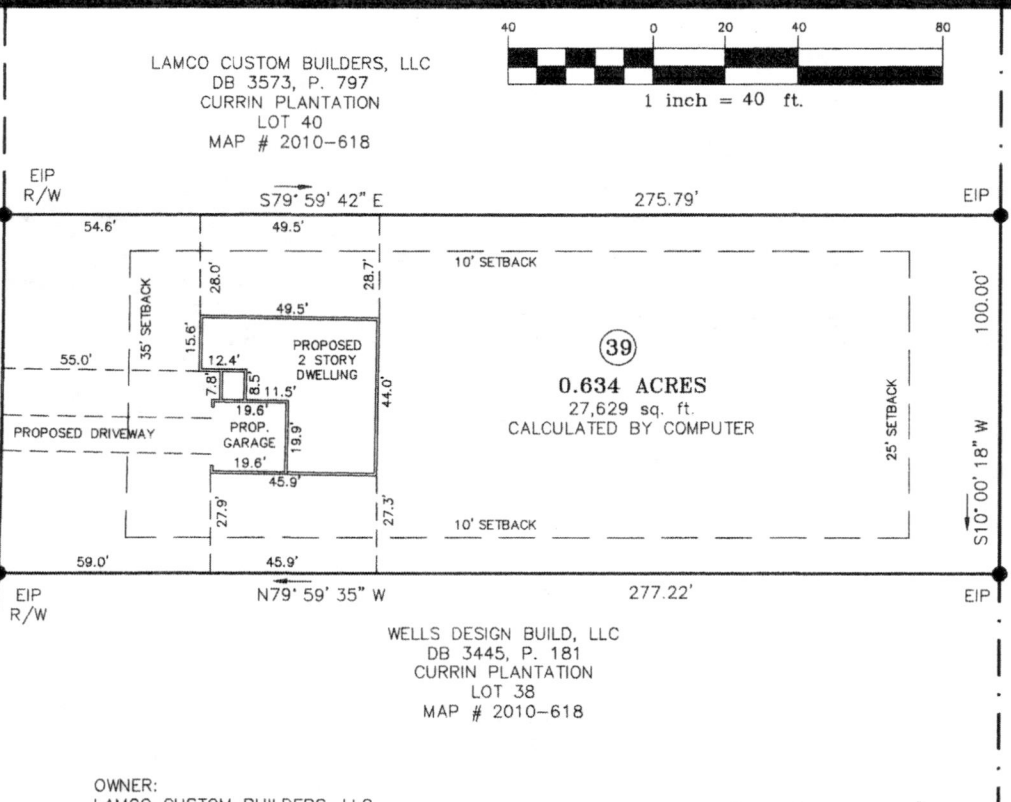 40 0 20 40 80
1 inch = 40 ft.
LAMCO CUSTOM BUILDERS, LLC
DB 3573, P. 797
CURRIN PLANTATION
LOT 40
MAP # 2010-618
EIP
R/W
S79° 59' 42" E
275.79'
EIP
54.6'
49.5'
10' SETBACK
28.0'
28.7'
35' SETBACK
49.5'
15.6'
PROPOSED
2 STORY
DWELLING
55.0'
12.4'
7.8'
8.5'
11.5'
44.0'
19.6'
PROP.
GARAGE
19.9'
19.6'
45.9'
PROPOSED DRIVEWAY
39
0.634 ACRES
27,629 sq. ft.
CALCULATED BY COMPUTER
25' SETBACK
100.00'
S10° 00' 18" W
27.9'
27.3'
10' SETBACK
59.0'
45.9'
EIP
R/W
N79° 59' 35" W
277.22'
EIP
WELLS DESIGN BUILD, LLC
DB 3445, P. 181
CURRIN PLANTATION
LOT 38
MAP # 2010-618
OWNER:
LAMCO CUSTOM BUILDERS, LLC